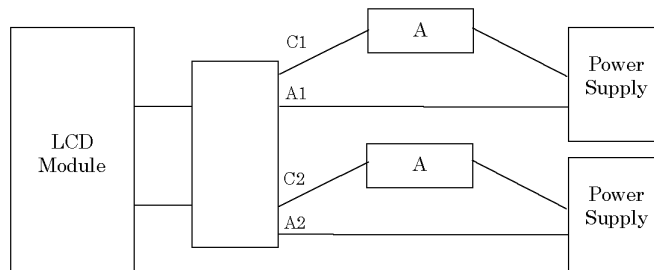 C1
A
Power
Supply
A1
LCD
Module
C2
A
Power
Supply
A2